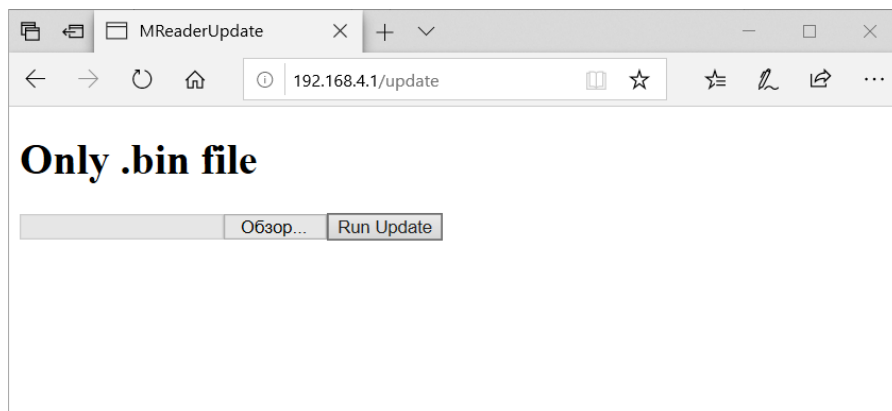 MReaderUpdate
192.168.4.1/update
Only .bin file
Обзор... Run Update